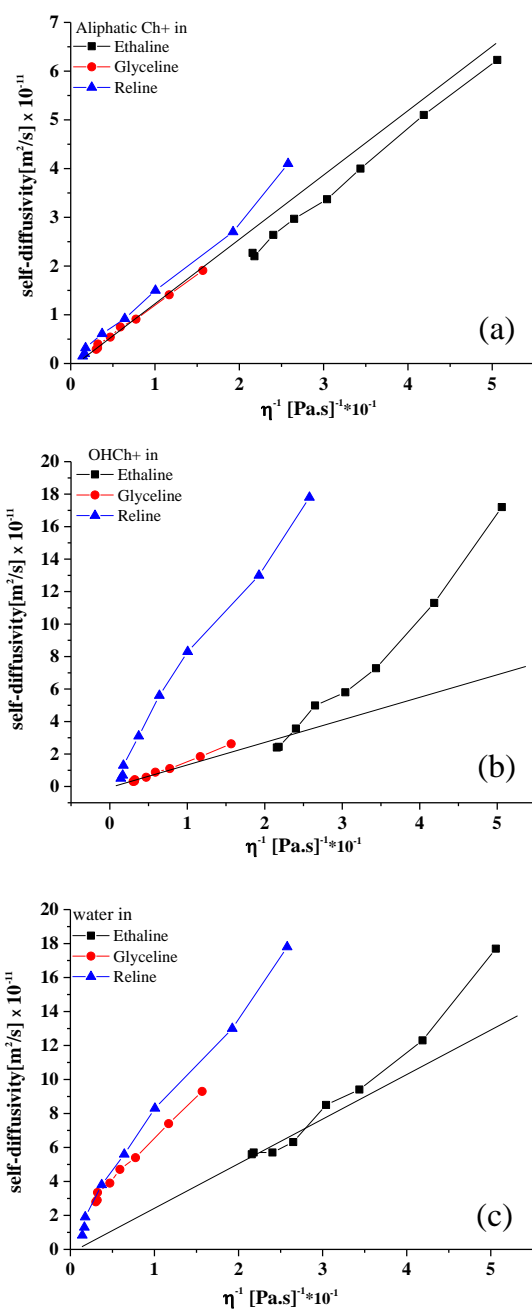 Aliphatic Ch+ in
Ethaline
Glyceline
Reline
self-diffusivity[m²/s] x 10⁻¹¹
7
6
5
4
3
2
1
0
(a)
0 1 2 3 4 5
η⁻¹ [Pa.s]⁻¹*10⁻¹
OHCh+ in
Ethaline
Glyceline
Reline
self-diffusivity[m²/s] x 10⁻¹¹
20
18
16
14
12
10
8
6
4
2
0
(b)
0 1 2 3 4 5
η⁻¹ [Pa.s]⁻¹*10⁻¹
water in
Ethaline
Glyceline
Reline
self-diffusivity[m²/s] x 10⁻¹¹
20
18
16
14
12
10
8
6
4
2
0
(c)
0 1 2 3 4 5
η⁻¹ [Pa.s]⁻¹*10⁻¹